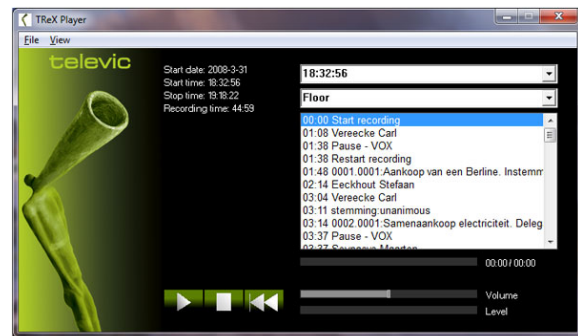 TReX Player
File View
televic
Start date: 2008-3-31
Start time: 18:32:56
Stop time: 19:18:22
Recording time: 44:59
18:32:56
Floor
00:00 Start recording
01:08 Vereecke Carl
01:38 Pause - VOX
01:38 Restart recording
01:48 0001.0001:Aankoop van een Berline. Instemm
02:14 Eeckhout Stefaan
03:04 Vereecke Carl
03:11 stemming:unanimous
03:14 0002.0001:Samenaankoop electriciteit. Deleg
03:37 Pause - VOX
03:37
00:00 / 00:00
Volume
Level